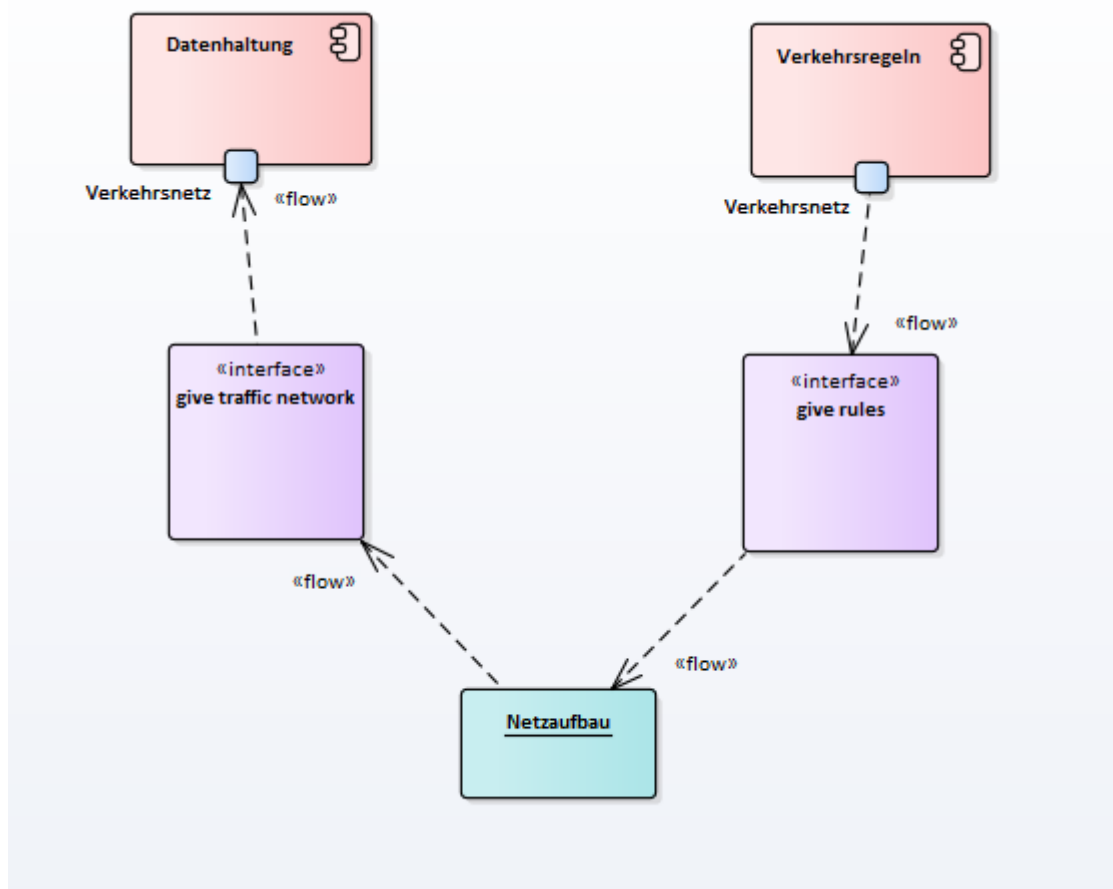 Datenhaltung
Verkehrsregeln
Verkehrsnetz
«flow»
Verkehrsnetz
«flow»
«interface»
give traffic network
«interface»
give rules
«flow»
«flow»
Netzaufbau